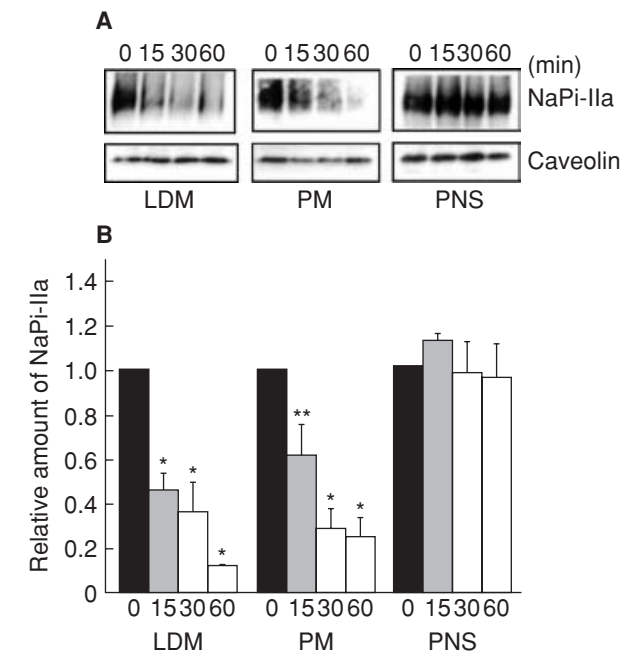 A
0 15 30 60 0 15 30 60 0 15 30 60 (min)
NaPi-IIa
Caveolin
LDM PM PNS
B
Relative amount of NaPi-IIa
1.4
1.2
1.0
0.8
0.6
0.4
0.2
0
* * * ** * *
0 15 30 60 0 15 30 60 0 15 30 60
LDM PM PNS